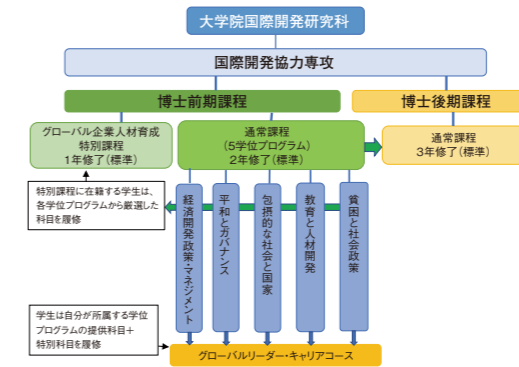 大学院国際開発研究科
国際開発協力専攻
博士前期課程
博士後期課程
グローバル企業人材育成
特別課程
1年修了(標準)
通常課程
(5学位プログラム)
2年修了(標準)
通常課程
3年修了(標準)
特別課程に在籍する学生は、
各学位プログラムから厳選した
科目を履修
経済開発政策・マネジメント
平和とガバナンス
包摂的な社会と国家
教育と人材開発
貧困と社会政策
学生は自分が所属する学位
プログラムの提供科目+
特別科目を履修
グローバルリーダー・キャリアコース